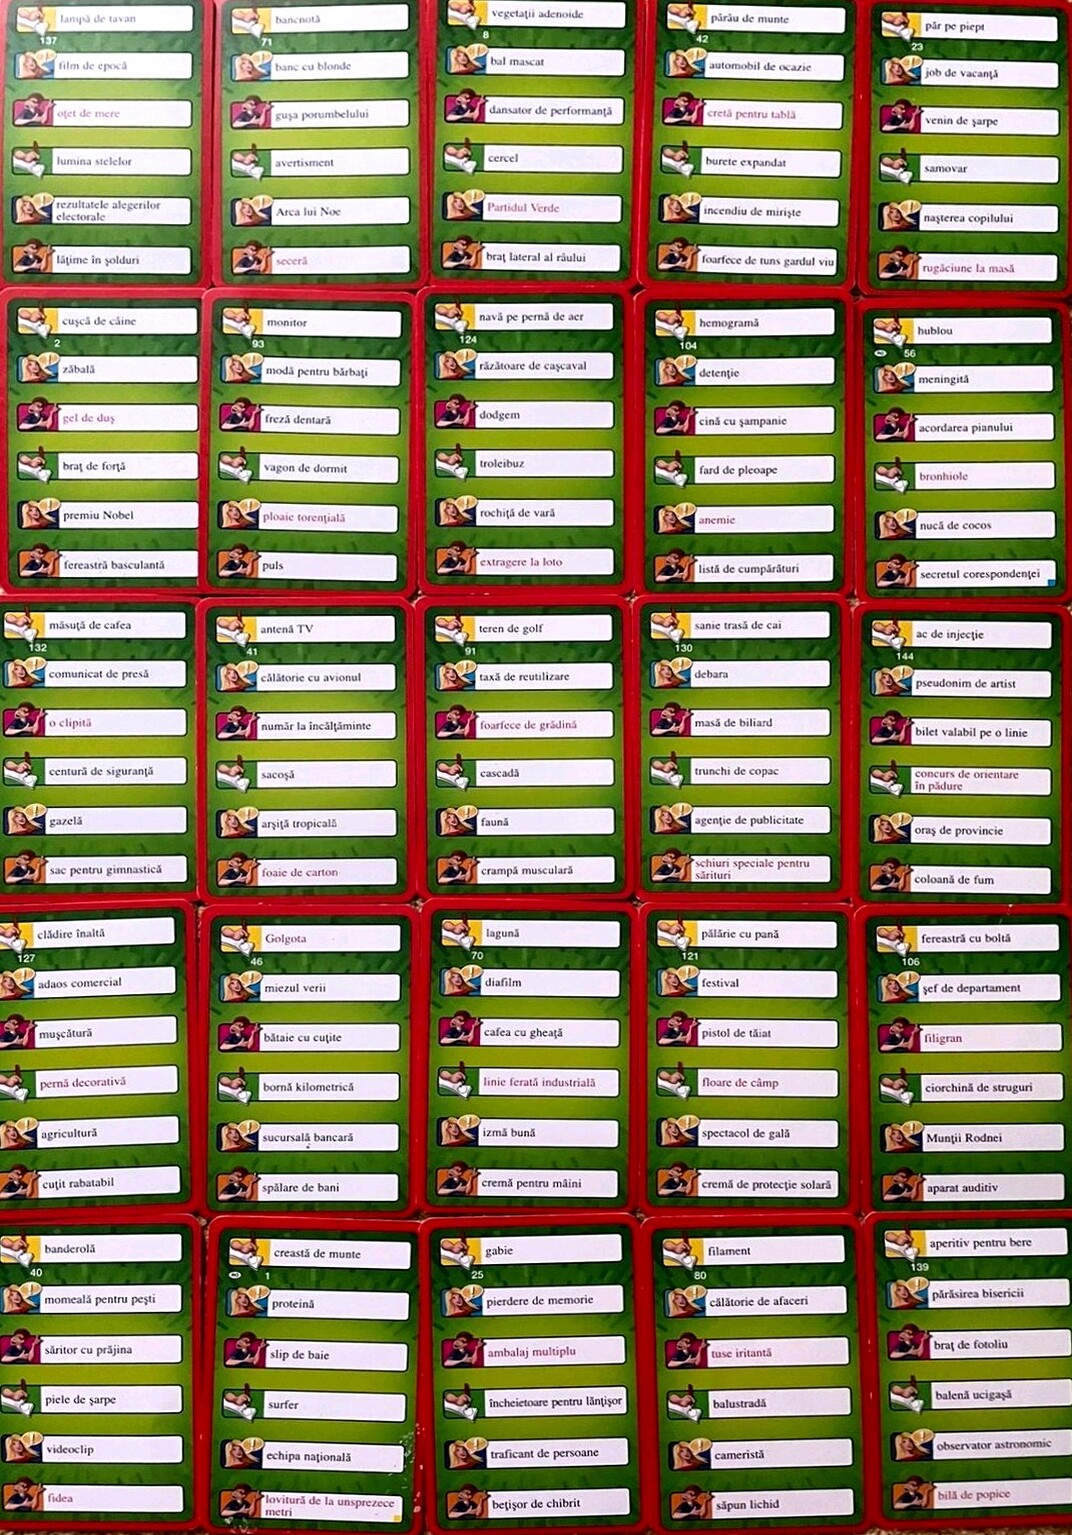 lampă de tavan
137
film de epocă
oțet de mere
lumina stelelor
rezultatele alegerilor
electorale
lățime în șolduri
bancnotă
71
banc cu blonde
gușa porumbelului
avertisment
Arca lui Noe
seceră
vegetații adenoide
8
bal mascat
dansator de performanță
cercel
Partidul Verde
braț lateral al râului
pârâu de munte
42
automobil de ocazie
cretă pentru tablă
burete expandat
incendiu de miriște
foarfece de tuns gardul viu
păr pe piept
23
job de vacanță
venin de șarpe
samovar
nașterea copilului
rugăciune la masă
cușcă de câine
2
zăbală
gel de duș
braț de forță
premiu Nobel
fereastră basculantă
monitor
93
modă pentru bărbați
freză dentară
vagon de dormit
ploaie torențială
puls
navă pe pernă de aer
124
răzătoare de cașcaval
dodgem
troleibuz
rochiță de vară
extragere la loto
hemogramă
104
detenție
cină cu șampanie
fard de pleoape
anemie
listă de cumpărături
hublou
56
meningită
acordarea pianului
bronhiole
nucă de cocos
secretul corespondenței
măsuță de cafea
132
comunicat de presă
o clipită
centură de siguranță
gazelă
sac pentru gimnastică
antenă TV
41
călătorie cu avionul
număr la încălțăminte
sacoșă
arșiță tropicală
foaie de carton
teren de golf
91
taxă de reutilizare
foarfece de grădină
cascadă
faună
crampă musculară
sanie trasă de cai
130
debara
masă de biliard
trunchi de copac
agenție de publicitate
schiuri speciale pentru
sărituri
ac de injecție
144
pseudonim de artist
bilet valabil pe o linie
concurs de orientare
în pădure
oraș de provincie
coloană de fum
clădire înaltă
127
adaos comercial
mușcătură
pernă decorativă
agricultură
cuțit rabatabil
Golgota
46
miezul verii
bătaie cu cuțite
bornă kilometrică
sucursală bancară
spălare de bani
lagună
70
diafilm
cafea cu gheață
linie ferată industrială
izmă bună
cremă pentru mâini
pălărie cu pană
121
festival
pistol de tăiat
floare de câmp
spectacol de gală
cremă de protecție solară
fereastră cu boltă
106
șef de departament
filigran
ciorchină de struguri
Munții Rodnei
aparat auditiv
banderolă
40
momeală pentru pești
săritor cu prăjina
piele de șarpe
videoclip
fidea
creastă de munte
1
proteină
slip de baie
surfer
echipa națională
lovitură de la unsprezece
metri
gabie
25
pierdere de memorie
ambalaj multiplu
încheietoare pentru lănțișor
traficant de persoane
bețișor de chibrit
filament
80
călătorie de afaceri
tuse iritantă
balustradă
cameristă
săpun lichid
aperitiv pentru bere
139
părăsirea bisericii
braț de fotoliu
balenă ucigașă
observator astronomic
bilă de popice